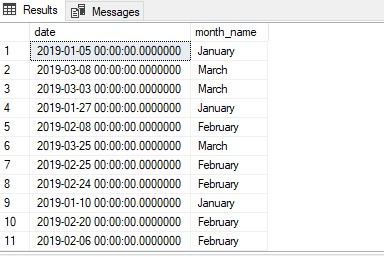 Results Messages
date month_name
1 2019-01-05 00:00:00.0000000 January
2 2019-03-08 00:00:00.0000000 March
3 2019-03-03 00:00:00.0000000 March
4 2019-01-27 00:00:00.0000000 January
5 2019-02-08 00:00:00.0000000 February
6 2019-03-25 00:00:00.0000000 March
7 2019-02-25 00:00:00.0000000 February
8 2019-02-24 00:00:00.0000000 February
9 2019-01-10 00:00:00.0000000 January
10 2019-02-20 00:00:00.0000000 February
11 2019-02-06 00:00:00.0000000 February